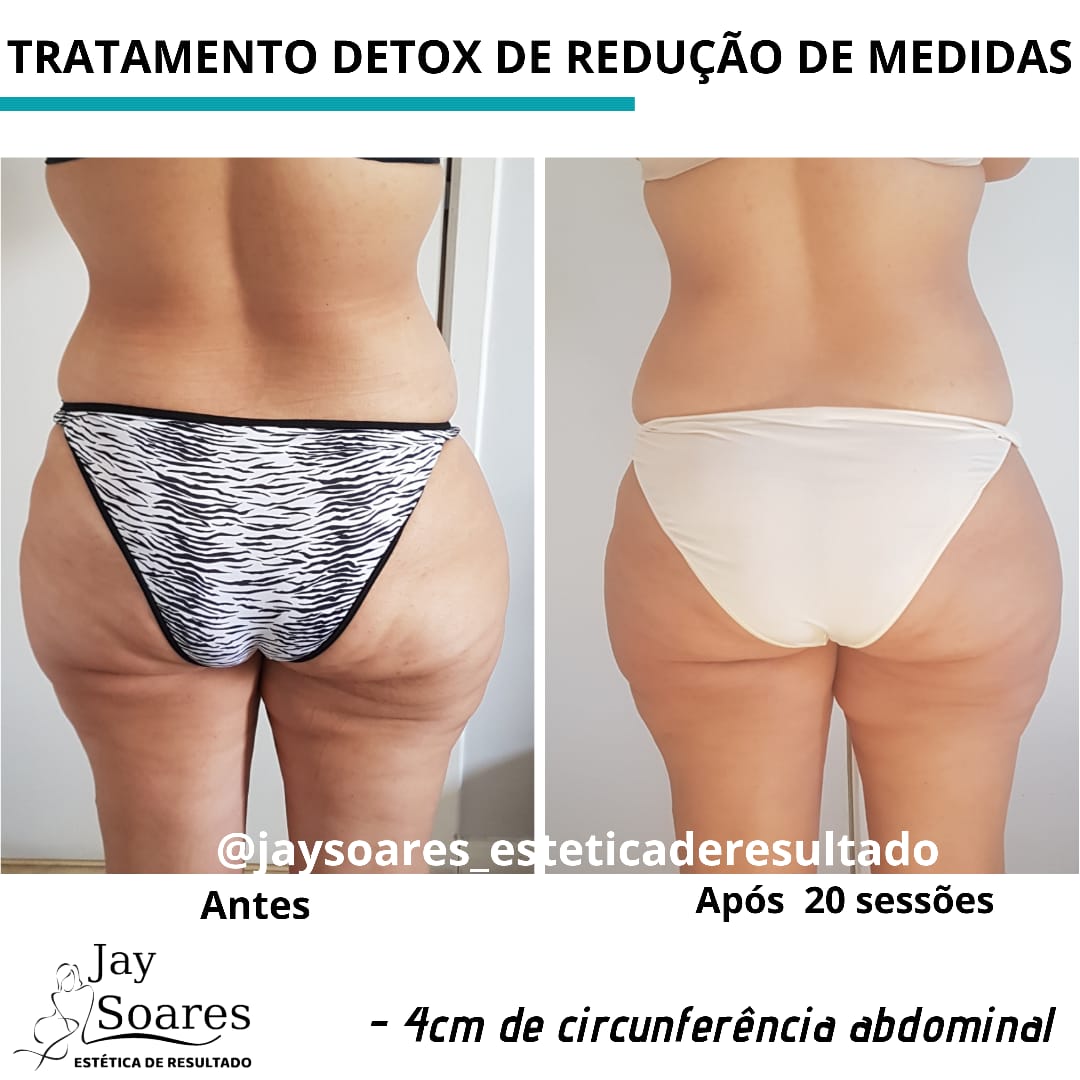 TRATAMENTO DETOX DE REDUÇÃO DE MEDIDAS
@jaysoares_esteticaderesultado
Antes
Após 20 sessões
Jay
Soares
ESTÉTICA DE RESULTADO
- 4cm de circunferência abdominal